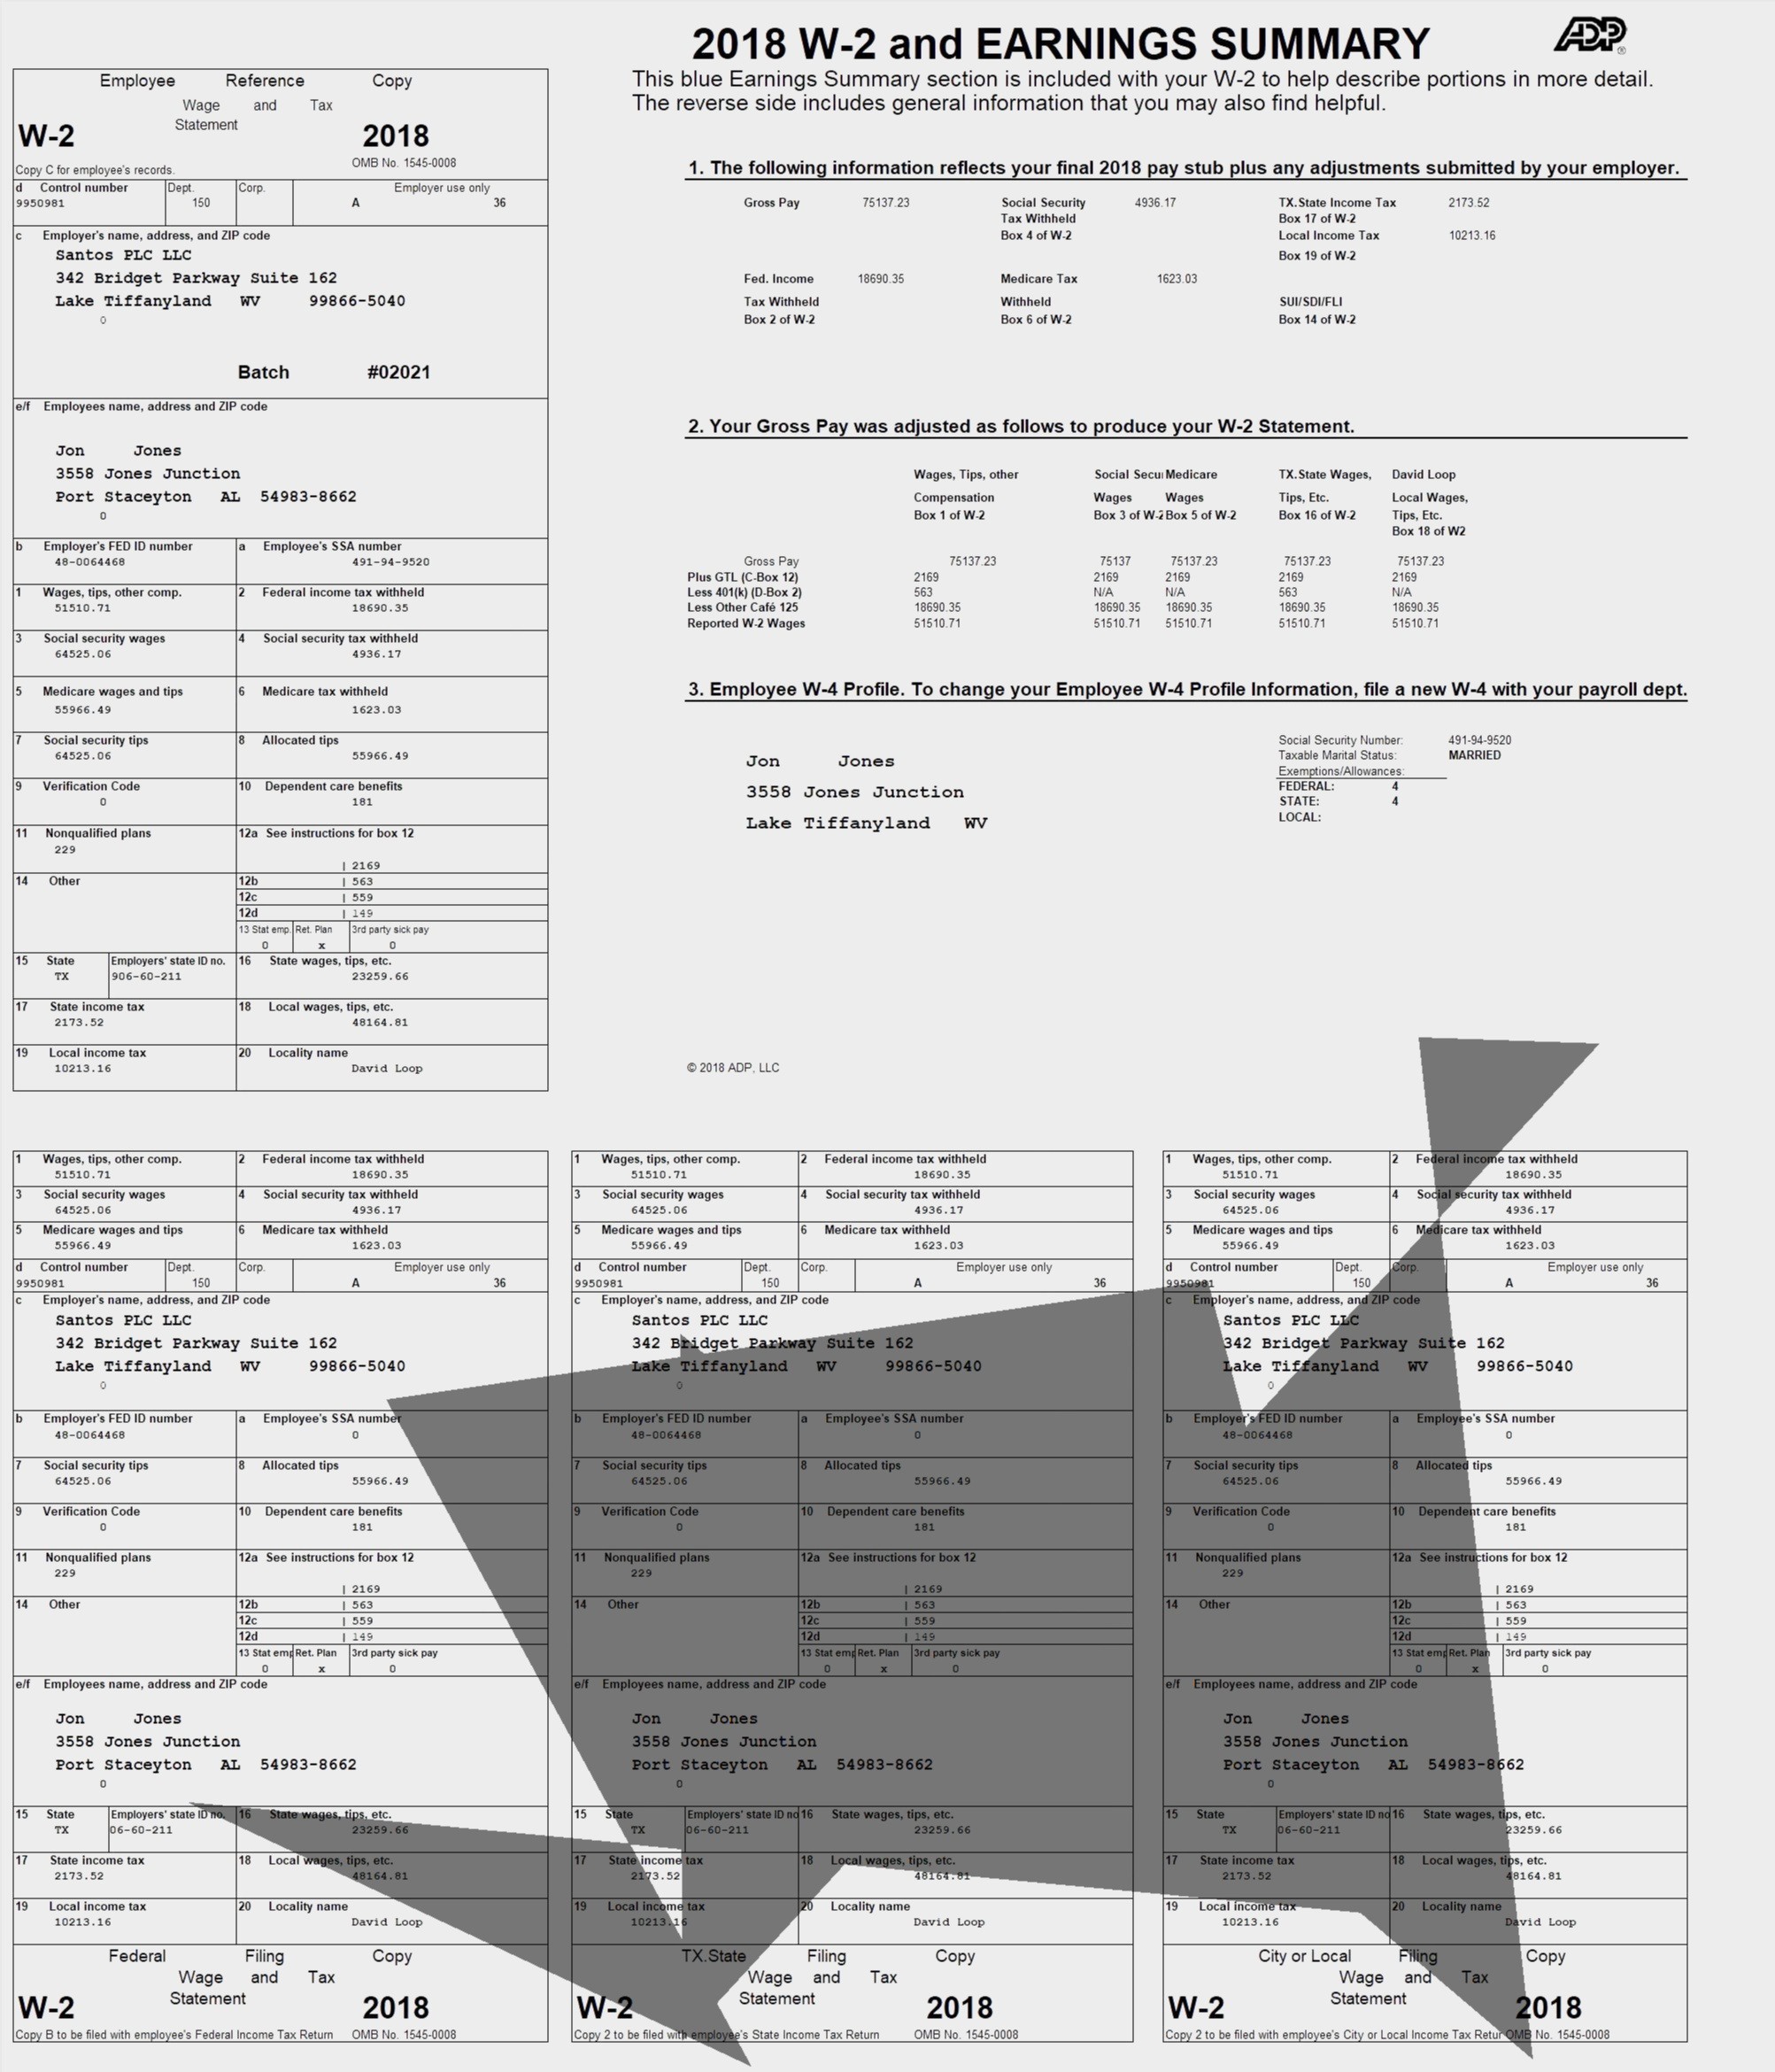 2018 W-2 and EARNINGS SUMMARY
ADP®
This blue Earnings Summary section is included with your W-2 to help describe portions in more detail.
The reverse side includes general information that you may also find helpful.
Employee Reference Copy
Wage and Tax
Statement
W-2 2018
Copy C for employee's records. OMB No. 1545-0008
d Control number Dept. Corp. Employer use only
9950981 150 A 36
c Employer's name, address, and ZIP code
Santos PLC LLC
342 Bridget Parkway Suite 162
Lake Tiffanyland WV 99866-5040
0
Batch #02021
e/f Employees name, address and ZIP code
Jon Jones
3558 Jones Junction
Port Staceyton AL 54983-8662
0
b Employer's FED ID number a Employee's SSA number
48-0064468 491-94-9520
1 Wages, tips, other comp. 2 Federal income tax withheld
51510.71 18690.35
3 Social security wages 4 Social security tax withheld
64525.06 4936.17
5 Medicare wages and tips 6 Medicare tax withheld
55966.49 1623.03
7 Social security tips 8 Allocated tips
64525.06 55966.49
9 Verification Code 10 Dependent care benefits
0 181
11 Nonqualified plans 12a See instructions for box 12
229
| 2169
14 Other 12b | 563
12c | 559
12d | 149
13 Stat emp. Ret. Plan 3rd party sick pay
0 x 0
15 State Employers' state ID no. 16 State wages, tips, etc.
TX 906-60-211 23259.66
17 State income tax 18 Local wages, tips, etc.
2173.52 48164.81
19 Local income tax 20 Locality name
10213.16 David Loop
1. The following information reflects your final 2018 pay stub plus any adjustments submitted by your employer.
Gross Pay 75137.23 Social Security 4936.17 TX.State Income Tax 2173.52
Tax Withheld Box 17 of W-2
Box 4 of W-2 Local Income Tax 10213.16
Box 19 of W-2
Fed. Income 18690.35 Medicare Tax 1623.03
Tax Withheld Withheld SUI/SDI/FLI
Box 2 of W-2 Box 6 of W-2 Box 14 of W-2
2. Your Gross Pay was adjusted as follows to produce your W-2 Statement.
Wages, Tips, other Social Secu Medicare TX.State Wages, David Loop
Compensation Wages Wages Tips, Etc. Local Wages,
Box 1 of W-2 Box 3 of W-2 Box 5 of W-2 Box 16 of W-2 Tips, Etc.
Box 18 of W2
Gross Pay 75137.23 75137 75137.23 75137.23 75137.23
Plus GTL (C-Box 12) 2169 2169 2169 2169 2169
Less 401(k) (D-Box 2) 563 N/A N/A 563 N/A
Less Other Café 125 18690.35 18690.35 18690.35 18690.35 18690.35
Reported W-2 Wages 51510.71 51510.71 51510.71 51510.71 51510.71
3. Employee W-4 Profile. To change your Employee W-4 Profile Information, file a new W-4 with your payroll dept.
Jon Jones
3558 Jones Junction
Lake Tiffanyland WV
Social Security Number: 491-94-9520
Taxable Marital Status: MARRIED
Exemptions/Allowances:
FEDERAL: 4
STATE: 4
LOCAL:
© 2018 ADP, LLC
1 Wages, tips, other comp. 2 Federal income tax withheld
51510.71 18690.35
3 Social security wages 4 Social security tax withheld
64525.06 4936.17
5 Medicare wages and tips 6 Medicare tax withheld
55966.49 1623.03
d Control number Dept. Corp. Employer use only
9950981 150 A 36
c Employer's name, address, and ZIP code
Santos PLC LLC
342 Bridget Parkway Suite 162
Lake Tiffanyland WV 99866-5040
0
b Employer's FED ID number a Employee's SSA number
48-0064468 0
7 Social security tips 8 Allocated tips
64525.06 55966.49
9 Verification Code 10 Dependent care benefits
0 181
11 Nonqualified plans 12a See instructions for box 12
229
| 2169
14 Other 12b | 563
12c | 559
12d | 149
13 Stat emp Ret. Plan 3rd party sick pay
0 x 0
e/f Employees name, address and ZIP code
Jon Jones
3558 Jones Junction
Port Staceyton AL 54983-8662
0
15 State Employers' state ID no. 16 State wages, tips, etc.
TX 06-60-211 23259.66
17 State income tax 18 Local wages, tips, etc.
2173.52 48164.81
19 Local income tax 20 Locality name
10213.16 David Loop
Federal Filing Copy
Wage and Tax
Statement
W-2 2018
Copy B to be filed with employee's Federal Income Tax Return OMB No. 1545-0008
1 Wages, tips, other comp. 2 Federal income tax withheld
51510.71 18690.35
3 Social security wages 4 Social security tax withheld
64525.06 4936.17
5 Medicare wages and tips 6 Medicare tax withheld
55966.49 1623.03
d Control number Dept. Corp. Employer use only
9950981 150 A 36
c Employer's name, address, and ZIP code
Santos PLC LLC
342 Bridget Parkway Suite 162
Lake Tiffanyland WV 99866-5040
0
b Employer's FED ID number a Employee's SSA number
48-0064468 0
7 Social security tips 8 Allocated tips
64525.06 55966.49
9 Verification Code 10 Dependent care benefits
0 181
11 Nonqualified plans 12a See instructions for box 12
229
| 2169
14 Other 12b | 563
12c | 559
12d | 149
13 Stat emp Ret. Plan 3rd party sick pay
0 x 0
e/f Employees name, address and ZIP code
Jon Jones
3558 Jones Junction
Port Staceyton AL 54983-8662
0
15 State Employers' state ID no 16 State wages, tips, etc.
TX 06-60-211 23259.66
17 State income tax 18 Local wages, tips, etc.
2173.52 48164.81
19 Local income tax 20 Locality name
10213.16 David Loop
TX.State Filing Copy
Wage and Tax
Statement
W-2 2018
Copy 2 to be filed with employee's State Income Tax Return OMB No. 1545-0008
1 Wages, tips, other comp. 2 Federal income tax withheld
51510.71 18690.35
3 Social security wages 4 Social security tax withheld
64525.06 4936.17
5 Medicare wages and tips 6 Medicare tax withheld
55966.49 1623.03
d Control number Dept. Corp. Employer use only
9950981 150 A 36
c Employer's name, address, and ZIP code
Santos PLC LLC
342 Bridget Parkway Suite 162
Lake Tiffanyland WV 99866-5040
0
b Employer's FED ID number a Employee's SSA number
48-0064468 0
7 Social security tips 8 Allocated tips
64525.06 55966.49
9 Verification Code 10 Dependent care benefits
0 181
11 Nonqualified plans 12a See instructions for box 12
229
| 2169
14 Other 12b | 563
12c | 559
12d | 149
13 Stat emp Ret. Plan 3rd party sick pay
0 x 0
e/f Employees name, address and ZIP code
Jon Jones
3558 Jones Junction
Port Staceyton AL 54983-8662
0
15 State Employers' state ID no 16 State wages, tips, etc.
TX 06-60-211 23259.66
17 State income tax 18 Local wages, tips, etc.
2173.52 48164.81
19 Local income tax 20 Locality name
10213.16 David Loop
City or Local Filing Copy
Wage and Tax
Statement
W-2 2018
Copy 2 to be filed with employee's City or Local Income Tax Retur OMB No. 1545-0008